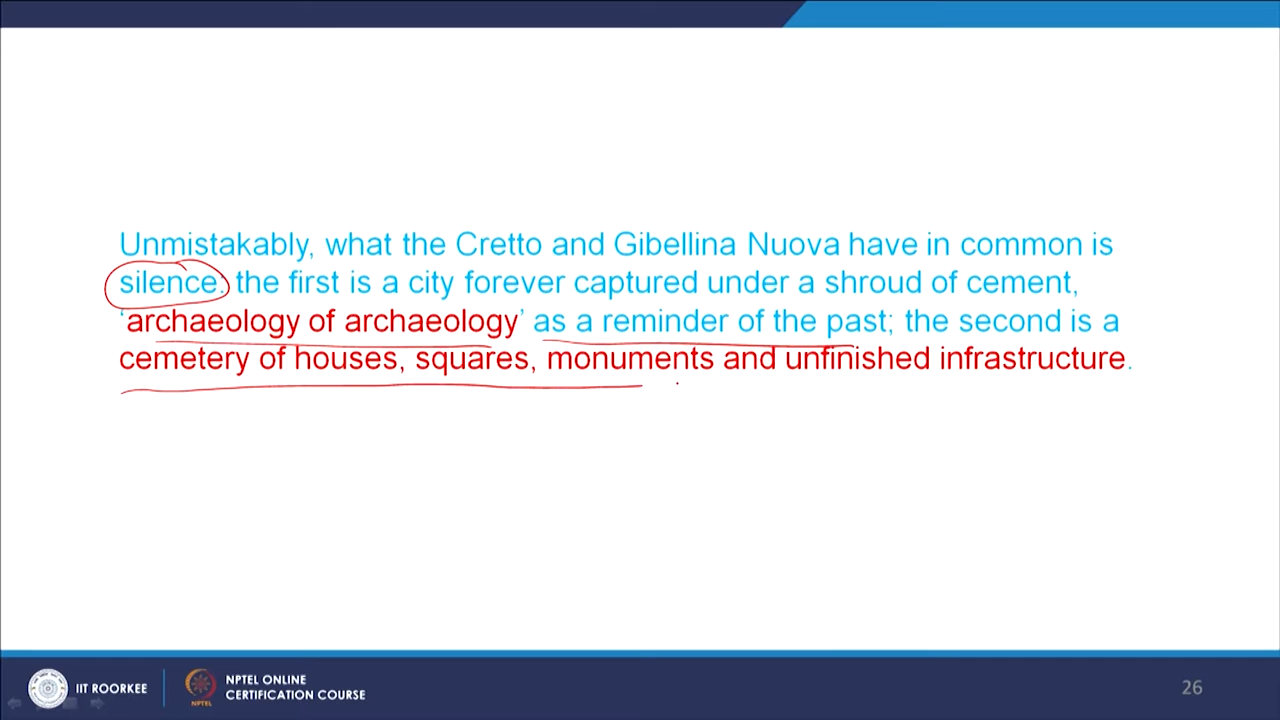 Unmistakably, what the Cretto and Gibellina Nuova have in common is
silence: the first is a city forever captured under a shroud of cement,
‘archaeology of archaeology’ as a reminder of the past; the second is a
cemetery of houses, squares, monuments and unfinished infrastructure.
IIT ROORKEE
NPTEL
NPTEL ONLINE
CERTIFICATION COURSE
26